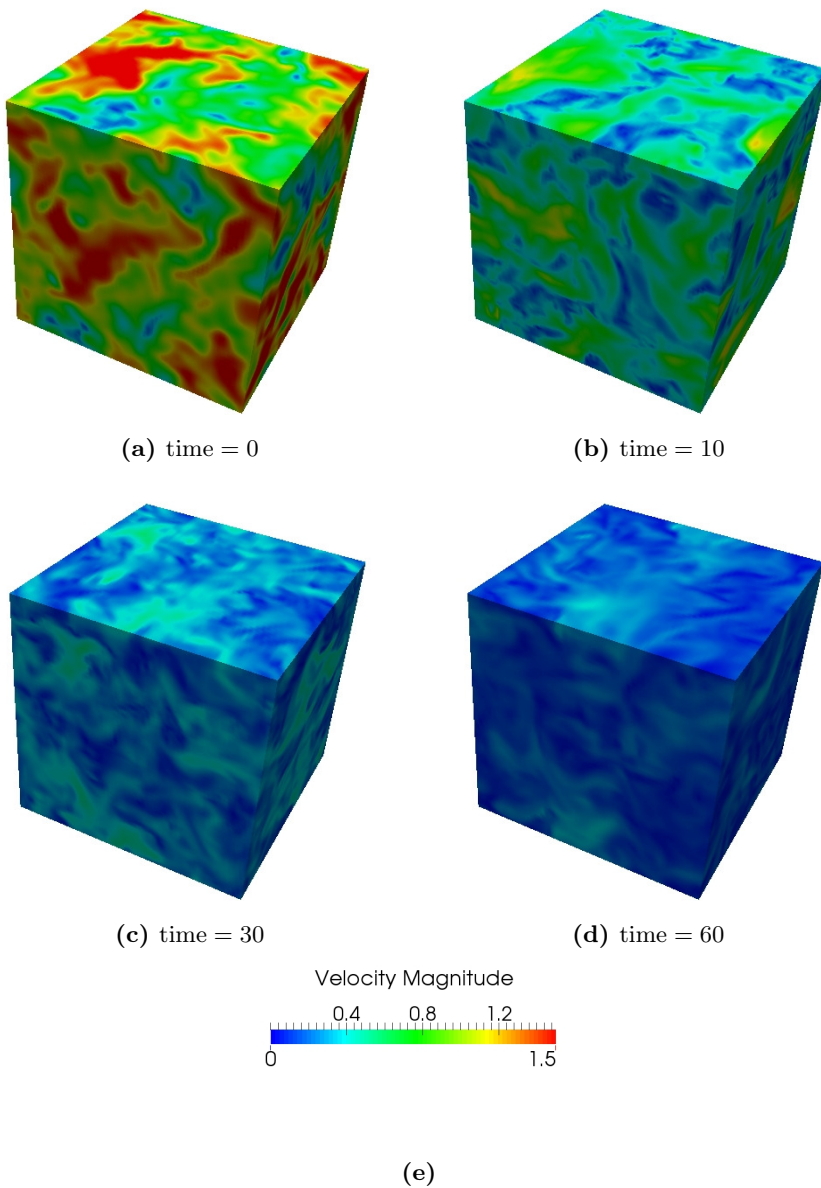 (a) time = 0
(b) time = 10
(c) time = 30
(d) time = 60
Velocity Magnitude
0.4 0.8 1.2
0 1.5
(e)